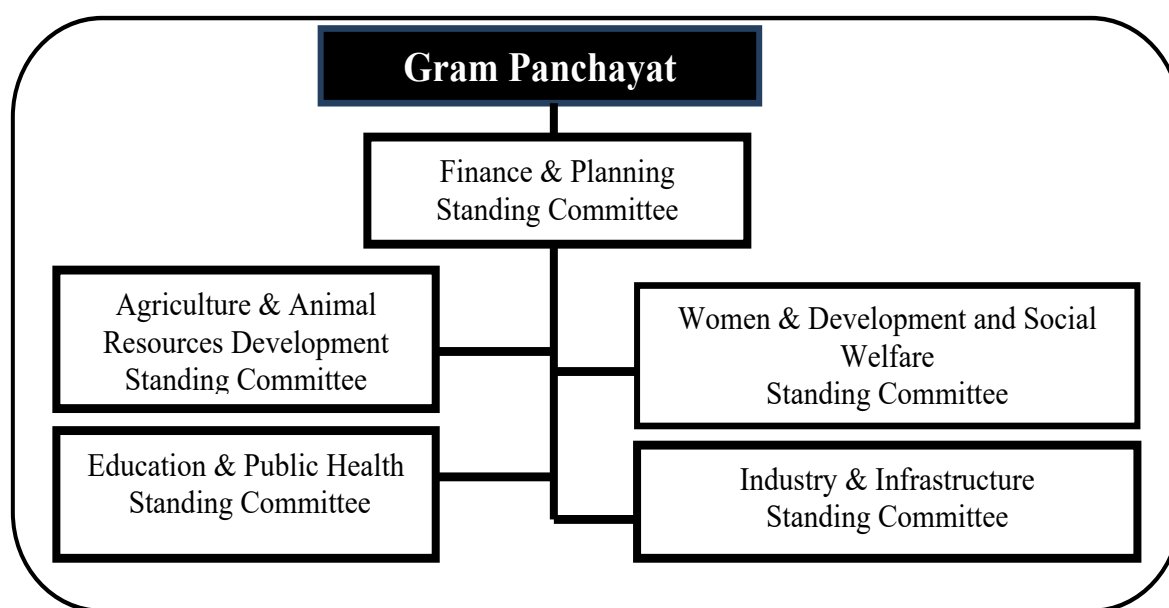 Gram Panchayat
Finance & Planning
Standing Committee
Agriculture & Animal
Resources Development
Standing Committee
Women & Development and Social
Welfare
Standing Committee
Education & Public Health
Standing Committee
Industry & Infrastructure
Standing Committee